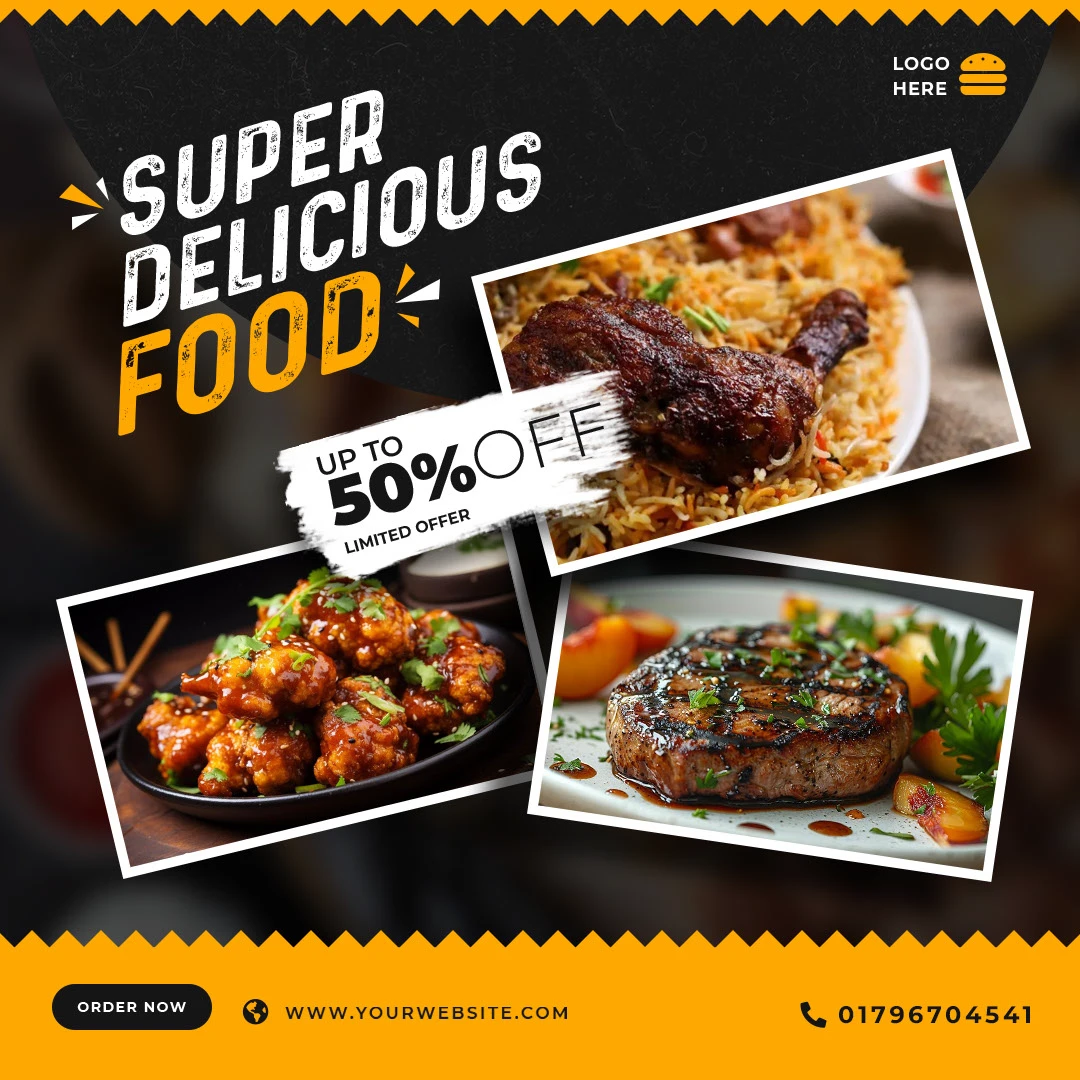 LOGO
HERE
SUPER
DELICIOUS
FOOD
UP TO
50% OFF
LIMITED OFFER
ORDER NOW
WWW.YOURWEBSITE.COM
01796704541